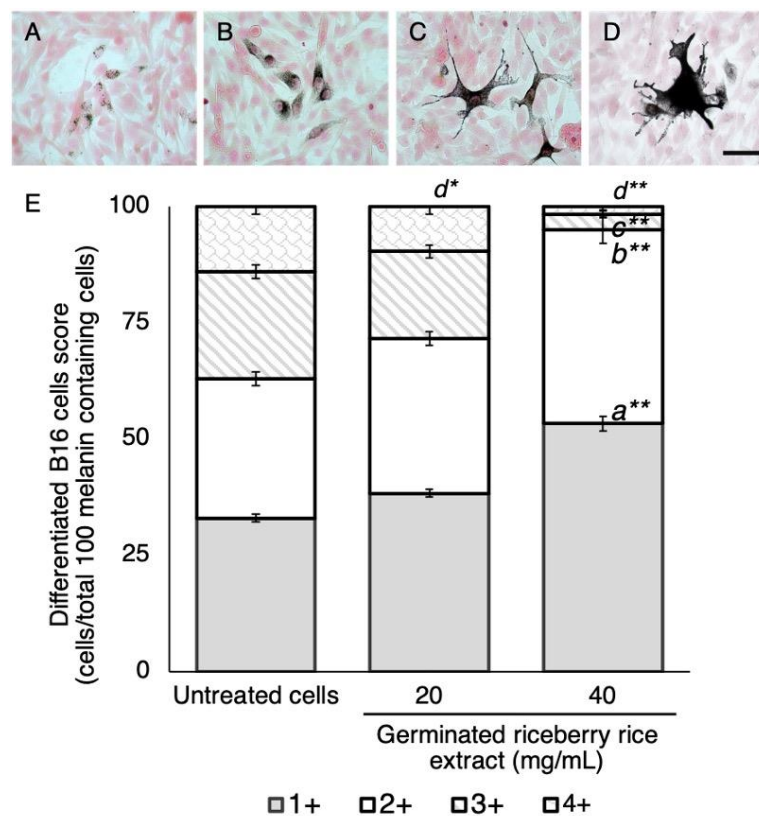 A
B
C
D
E
Differentiated B16 cells score
(cells/total 100 melanin containing cells)
100
75
50
25
0
d*
d**
c**
b**
a**
Untreated cells
20
40
Germinated riceberry rice
extract (mg/mL)
1+ 2+ 3+ 4+